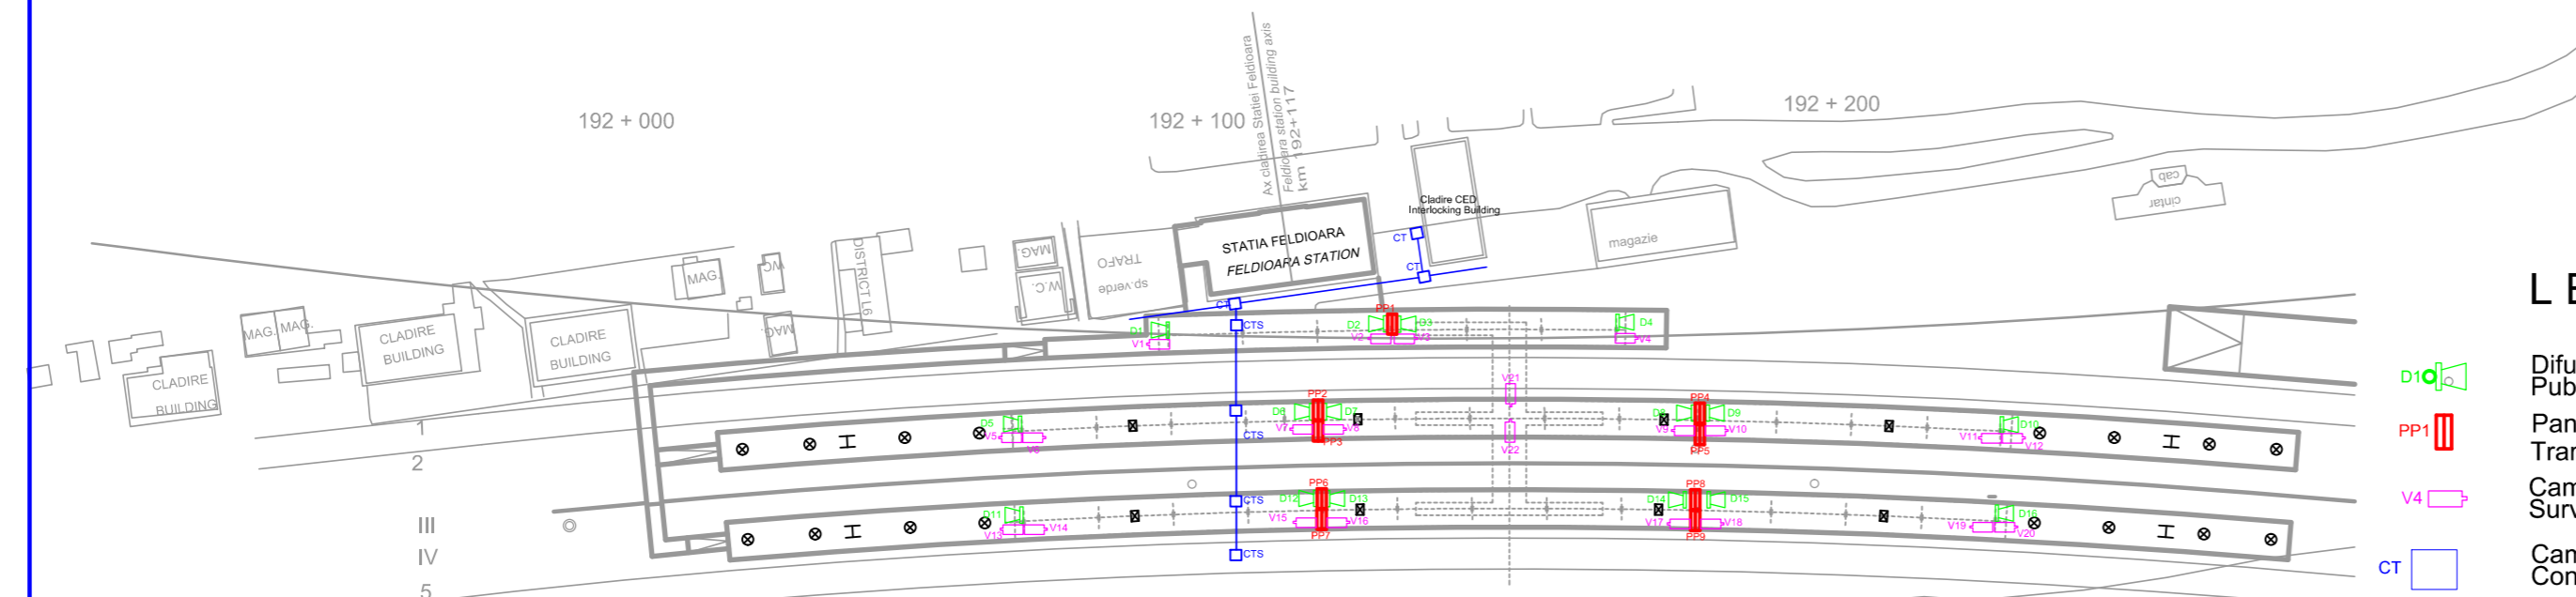 192 + 000
192 + 100
192 + 200
Ax cladirea Statiei Feldioara
Feldioara station building axis
km 192+117
Cladire CED
Interlocking Building
STATIA FELDIOARA
FELDIOARA STATION
magazie
cab
cintar
CT
CT
CT
CTS
CTS
CTS
CTS
DISTRICT L6
MAG.
WC
MAG.
MAG.
W.C.
TRAFO
sp.verde
MAG.
MAG.
CLADIRE
BUILDING
CLADIRE
BUILDING
CLADIRE
BUILDING
D1
V1
D2
PP1
D3
V2
V3
D4
V4
1
2
III
IV
5
D5
V5
V6
D6
PP2
D7
V7
V8
PP3
V21
V22
D8
PP4
D9
V9
V10
PP5
D10
V11
V12
D11
V13
V14
D12
PP6
D13
V15
V16
PP7
D14
PP8
D15
V17
V18
PP9
D16
V19
V20
L E
D1
Difu
Pub
PP1
Pan
Tran
V4
Cam
Surv
CT
Cam
Con